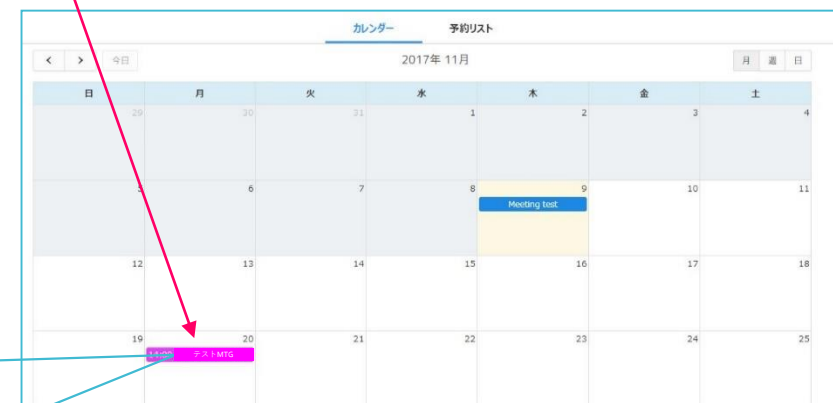 カレンダー 予約リスト
< > 今日 2017年 11月 月 週 日
日 月 火 水 木 金 土
29 30 31 1 2 3 4
5 6 7 8 9 10 11
Meeting test
12 13 14 15 16 17 18
19 20 21 22 23 24 25
14:00 テストMTG